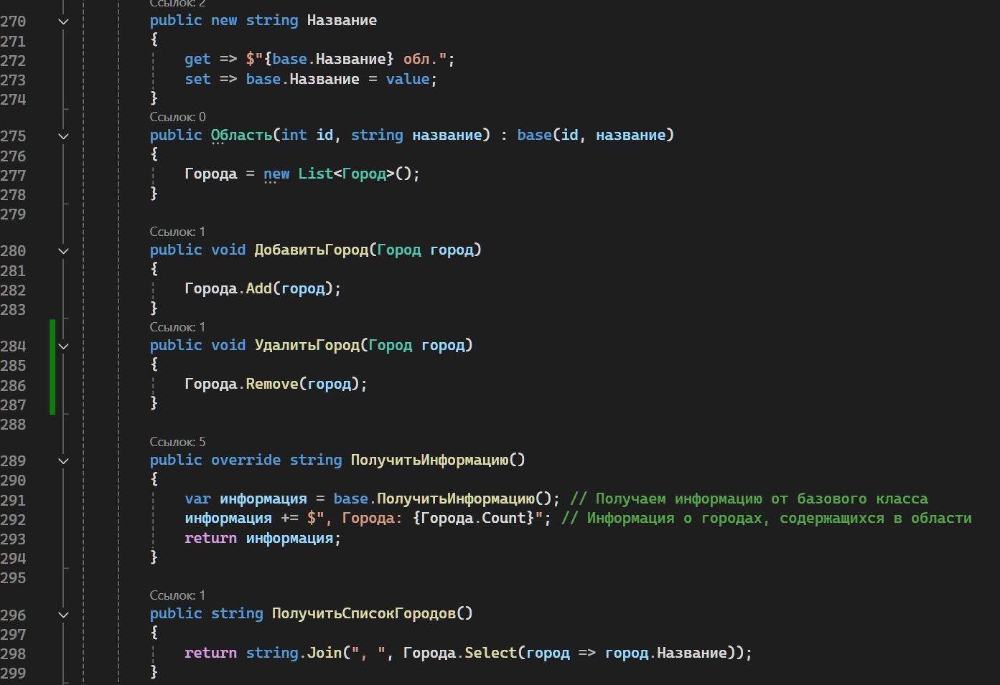 Ссылок: 2
270 public new string Название
271 {
272 get => $"{base.Название} обл.";
273 set => base.Название = value;
274 }
Ссылок: 0
275 public Область(int id, string название) : base(id, название)
276 {
277 Города = new List<Город>();
278 }
279
Ссылок: 1
280 public void ДобавитьГород(Город город)
281 {
282 Города.Add(город);
283 }
Ссылок: 1
284 public void УдалитьГород(Город город)
285 {
286 Города.Remove(город);
287 }
288
Ссылок: 5
289 public override string ПолучитьИнформацию()
290 {
291 var информация = base.ПолучитьИнформацию(); // Получаем информацию от базового класса
292 информация += $", Города: {Города.Count}"; // Информация о городах, содержащихся в области
293 return информация;
294 }
295
Ссылок: 1
296 public string ПолучитьСписокГородов()
297 {
298 return string.Join(", ", Города.Select(город => город.Название));
299 }